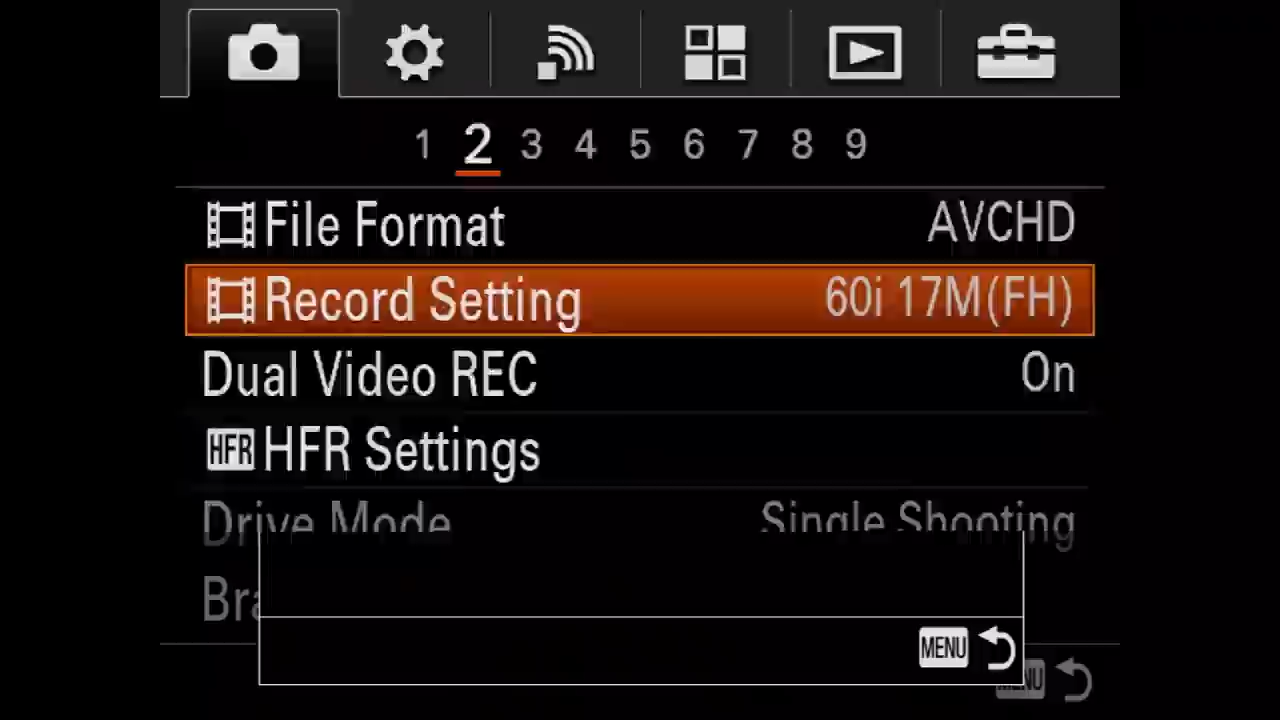 1 2 3 4 5 6 7 8 9
File Format AVCHD
Record Setting 60i 17M(FH)
Dual Video REC On
HFR HFR Settings
Drive Mode Single Shooting
MENU